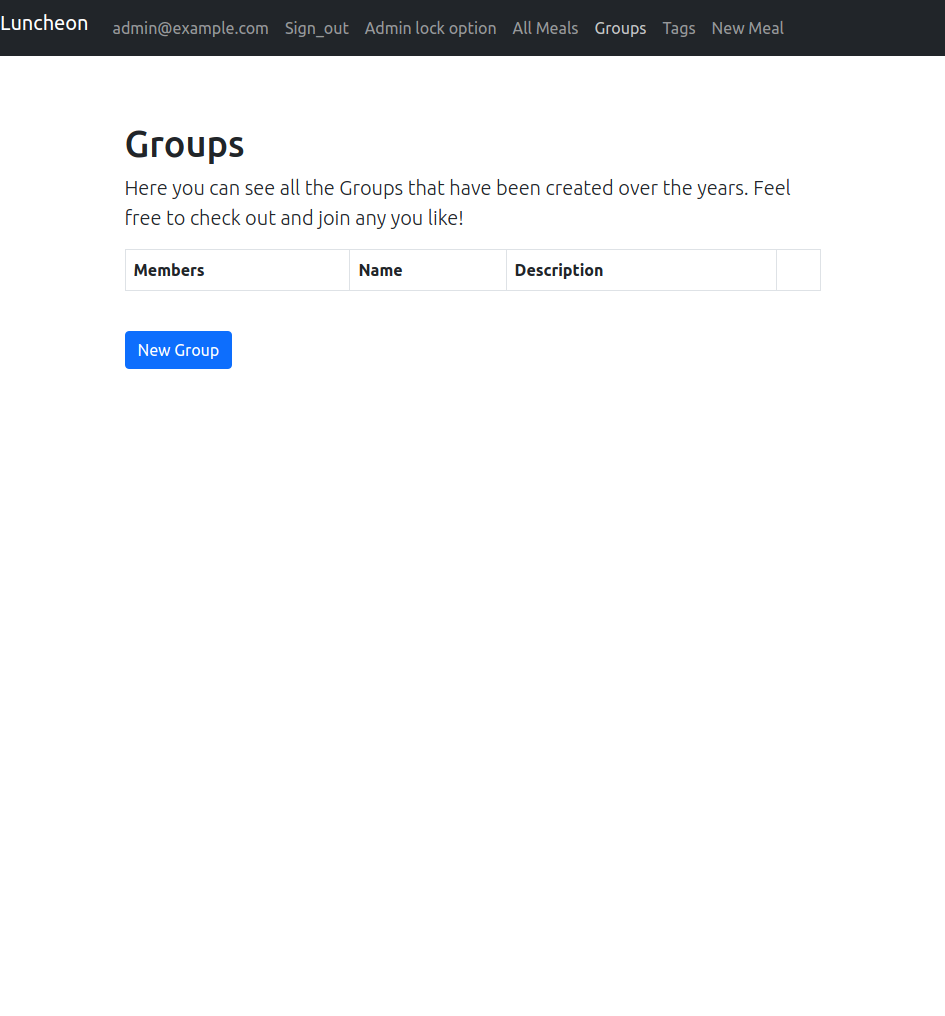 Luncheon admin@example.com Sign_out Admin lock option All Meals Groups Tags New Meal
Groups
Here you can see all the Groups that have been created over the years. Feel
free to check out and join any you like!
Members Name Description
New Group